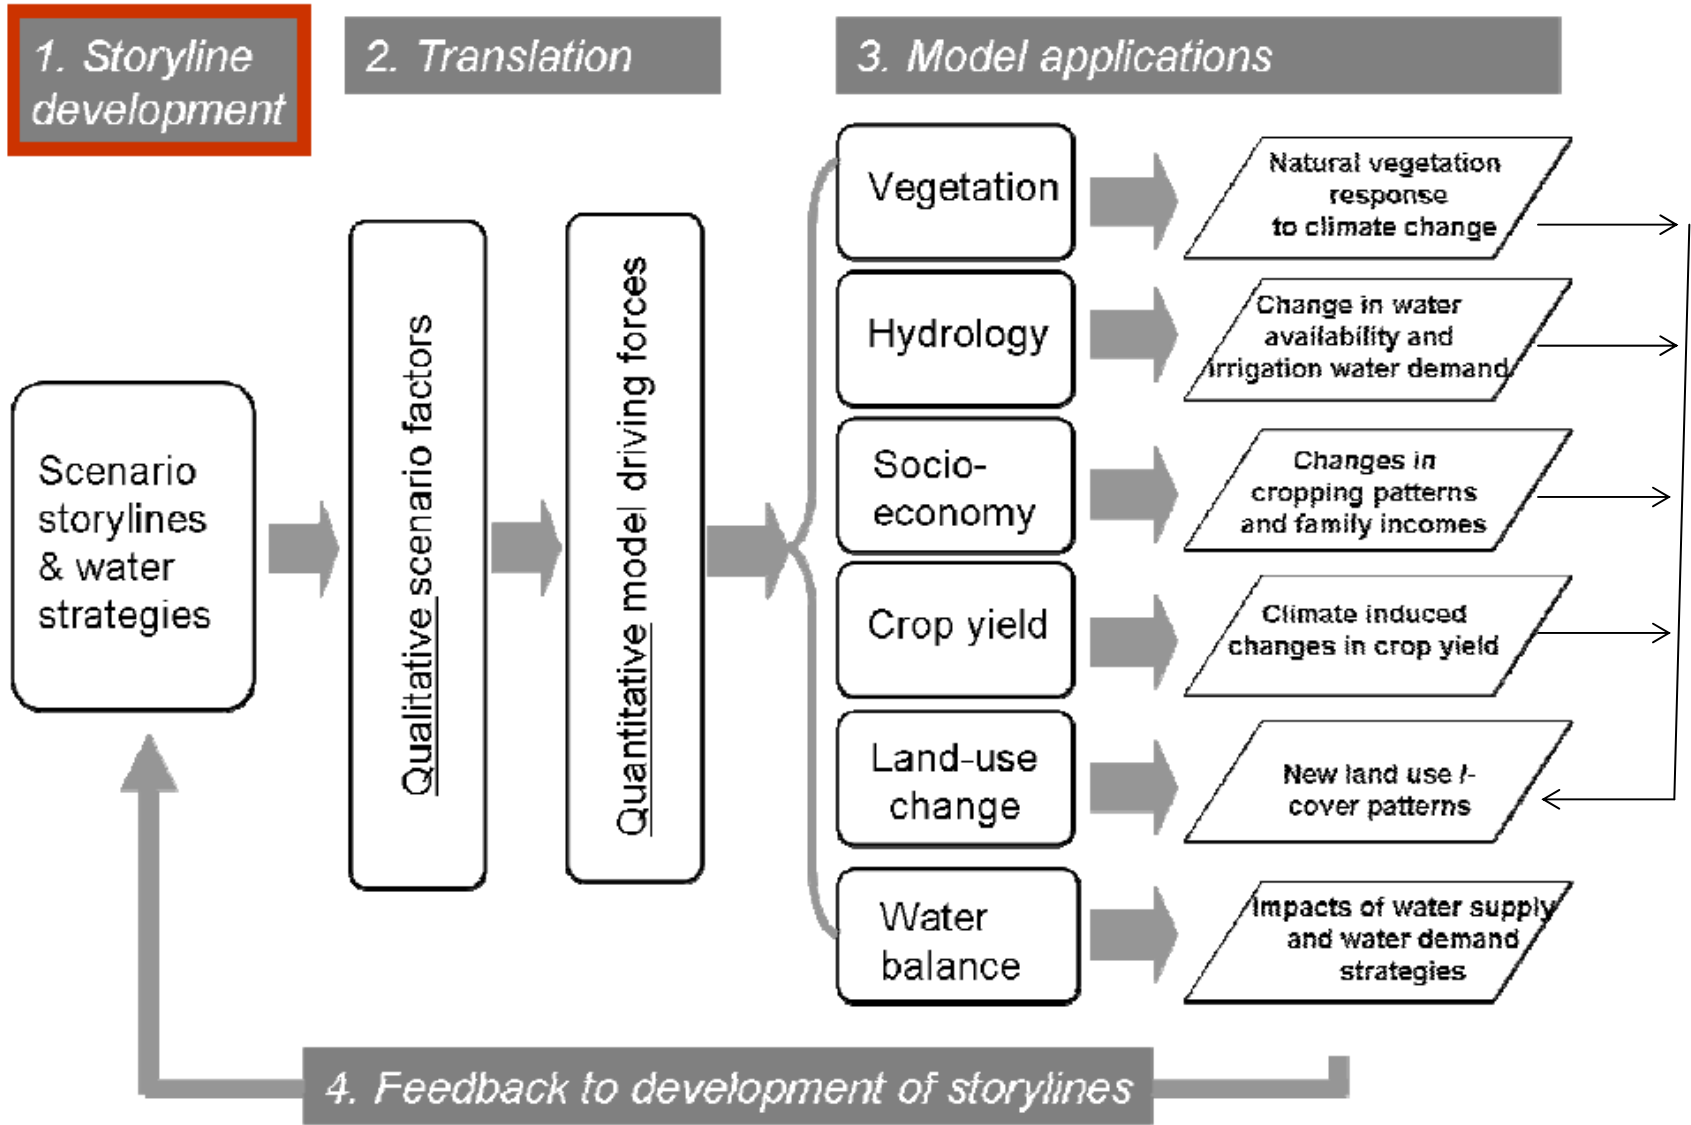 1. Storyline
development
2. Translation
3. Model applications
Scenario
storylines
& water
strategies
Qualitative scenario factors
Quantitative model driving forces
Vegetation
Natural vegetation
response
to climate change
Hydrology
Change in water
availability and
irrigation water demand
Socio-
economy
Changes in
cropping patterns
and family incomes
Crop yield
Climate induced
changes in crop yield
Land-use
change
New land use /-
cover patterns
Water
balance
Impacts of water supply
and water demand
strategies
4. Feedback to development of storylines